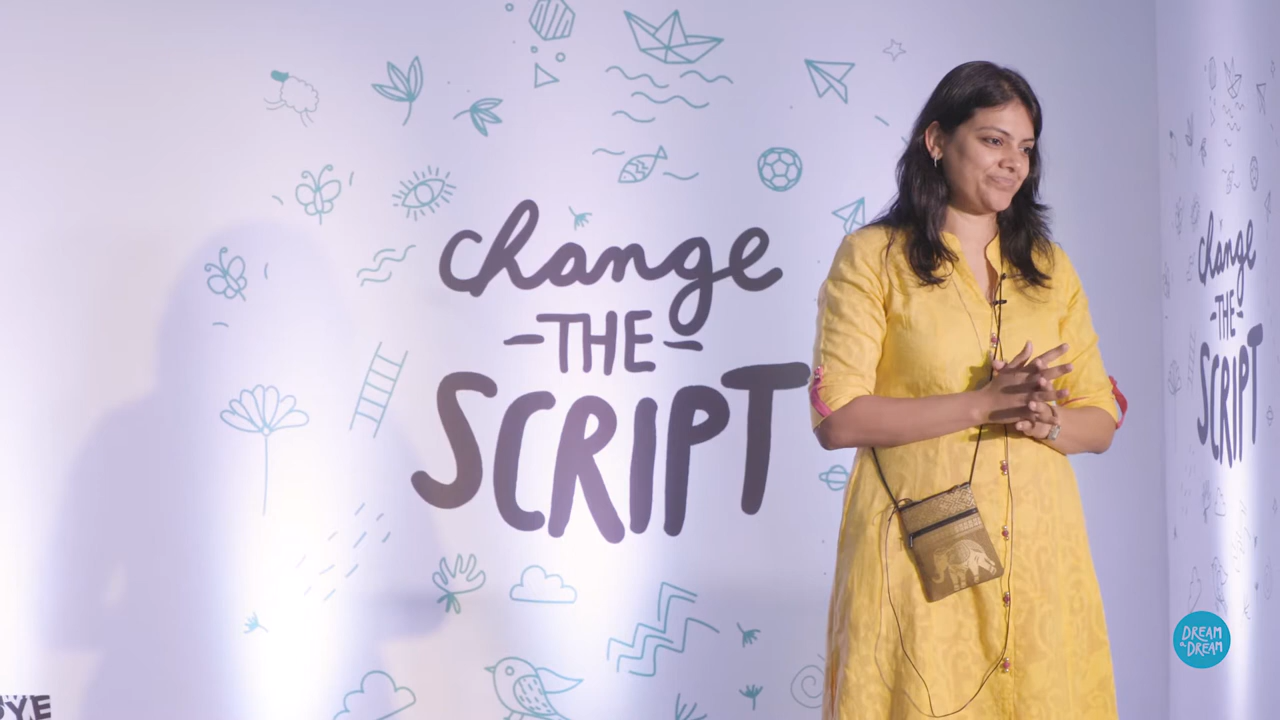 change
-THE-
SCRIPT
change
-THE-
SCRIPT
DREAM
a DREAM